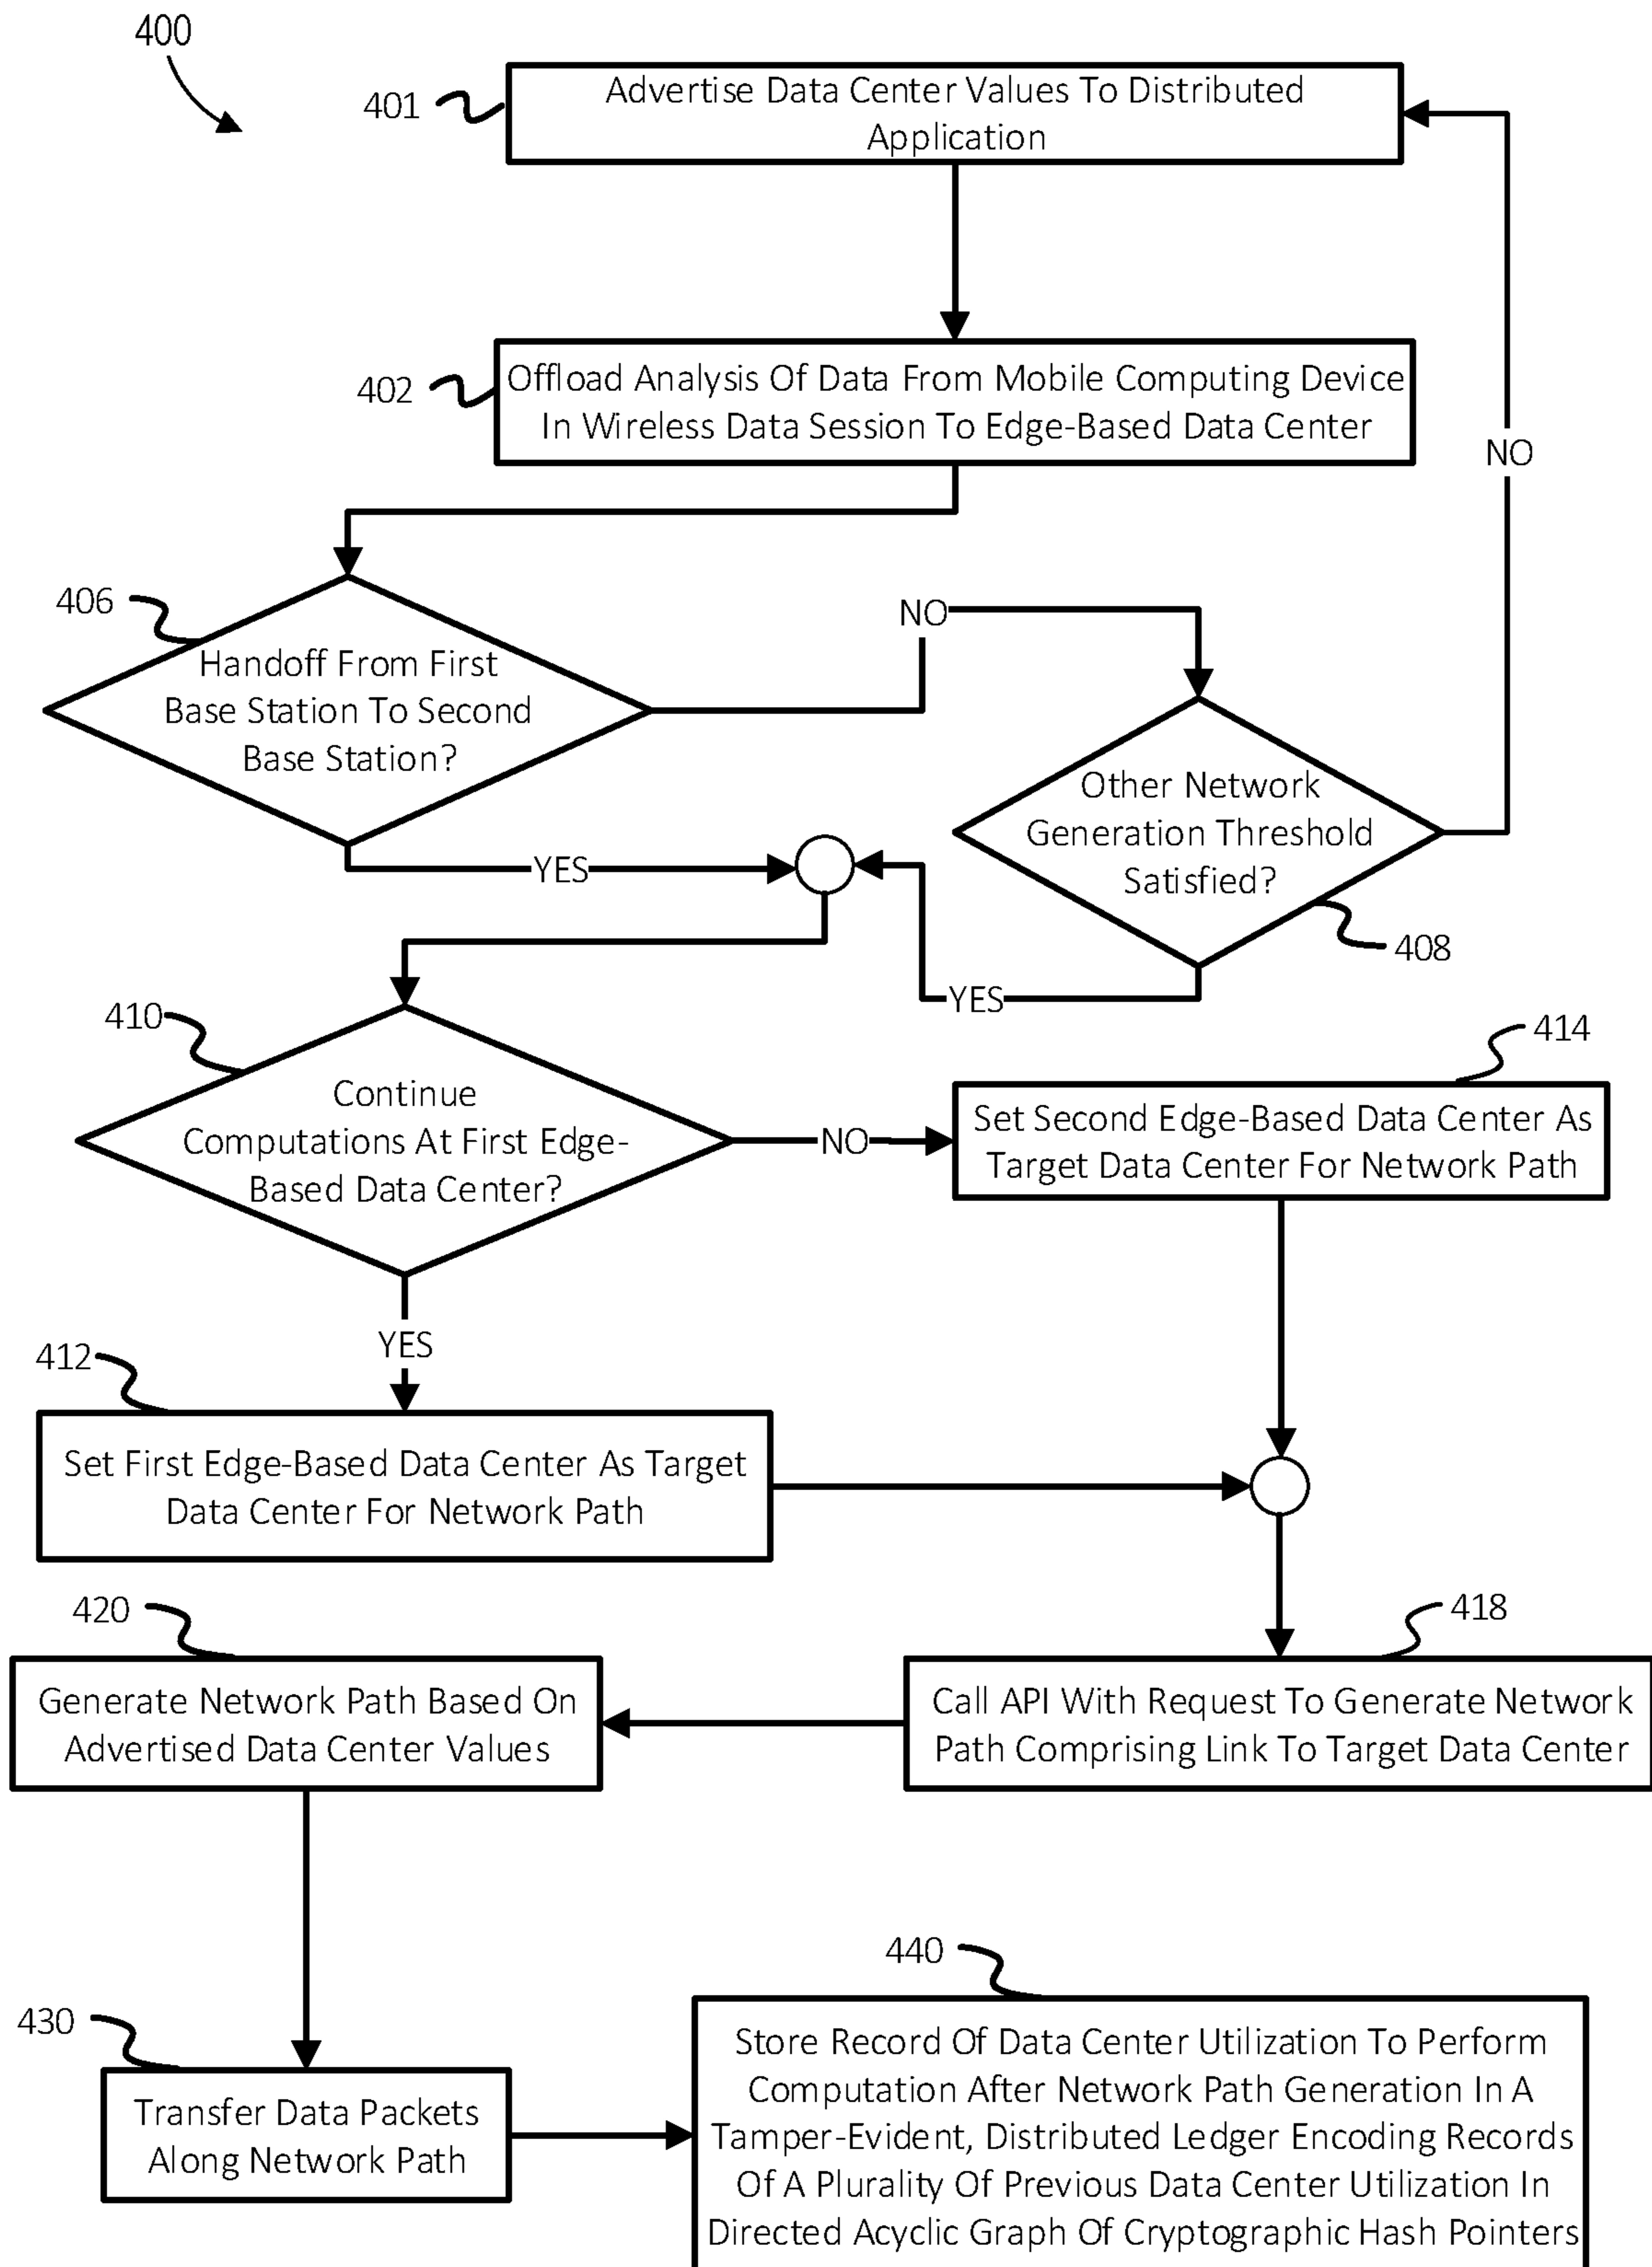 400
401
Advertise Data Center Values To Distributed
Application
402
Offload Analysis Of Data From Mobile Computing Device
In Wireless Data Session To Edge-Based Data Center
NO
406
Handoff From First
Base Station To Second
Base Station?
NO
Other Network
Generation Threshold
Satisfied?
408
YES
YES
410
Continue
Computations At First Edge-
Based Data Center?
NO
414
Set Second Edge-Based Data Center As
Target Data Center For Network Path
YES
412
Set First Edge-Based Data Center As Target
Data Center For Network Path
418
Call API With Request To Generate Network
Path Comprising Link To Target Data Center
420
Generate Network Path Based On
Advertised Data Center Values
430
Transfer Data Packets
Along Network Path
440
Store Record Of Data Center Utilization To Perform
Computation After Network Path Generation In A
Tamper-Evident, Distributed Ledger Encoding Records
Of A Plurality Of Previous Data Center Utilization In
Directed Acyclic Graph Of Cryptographic Hash Pointers